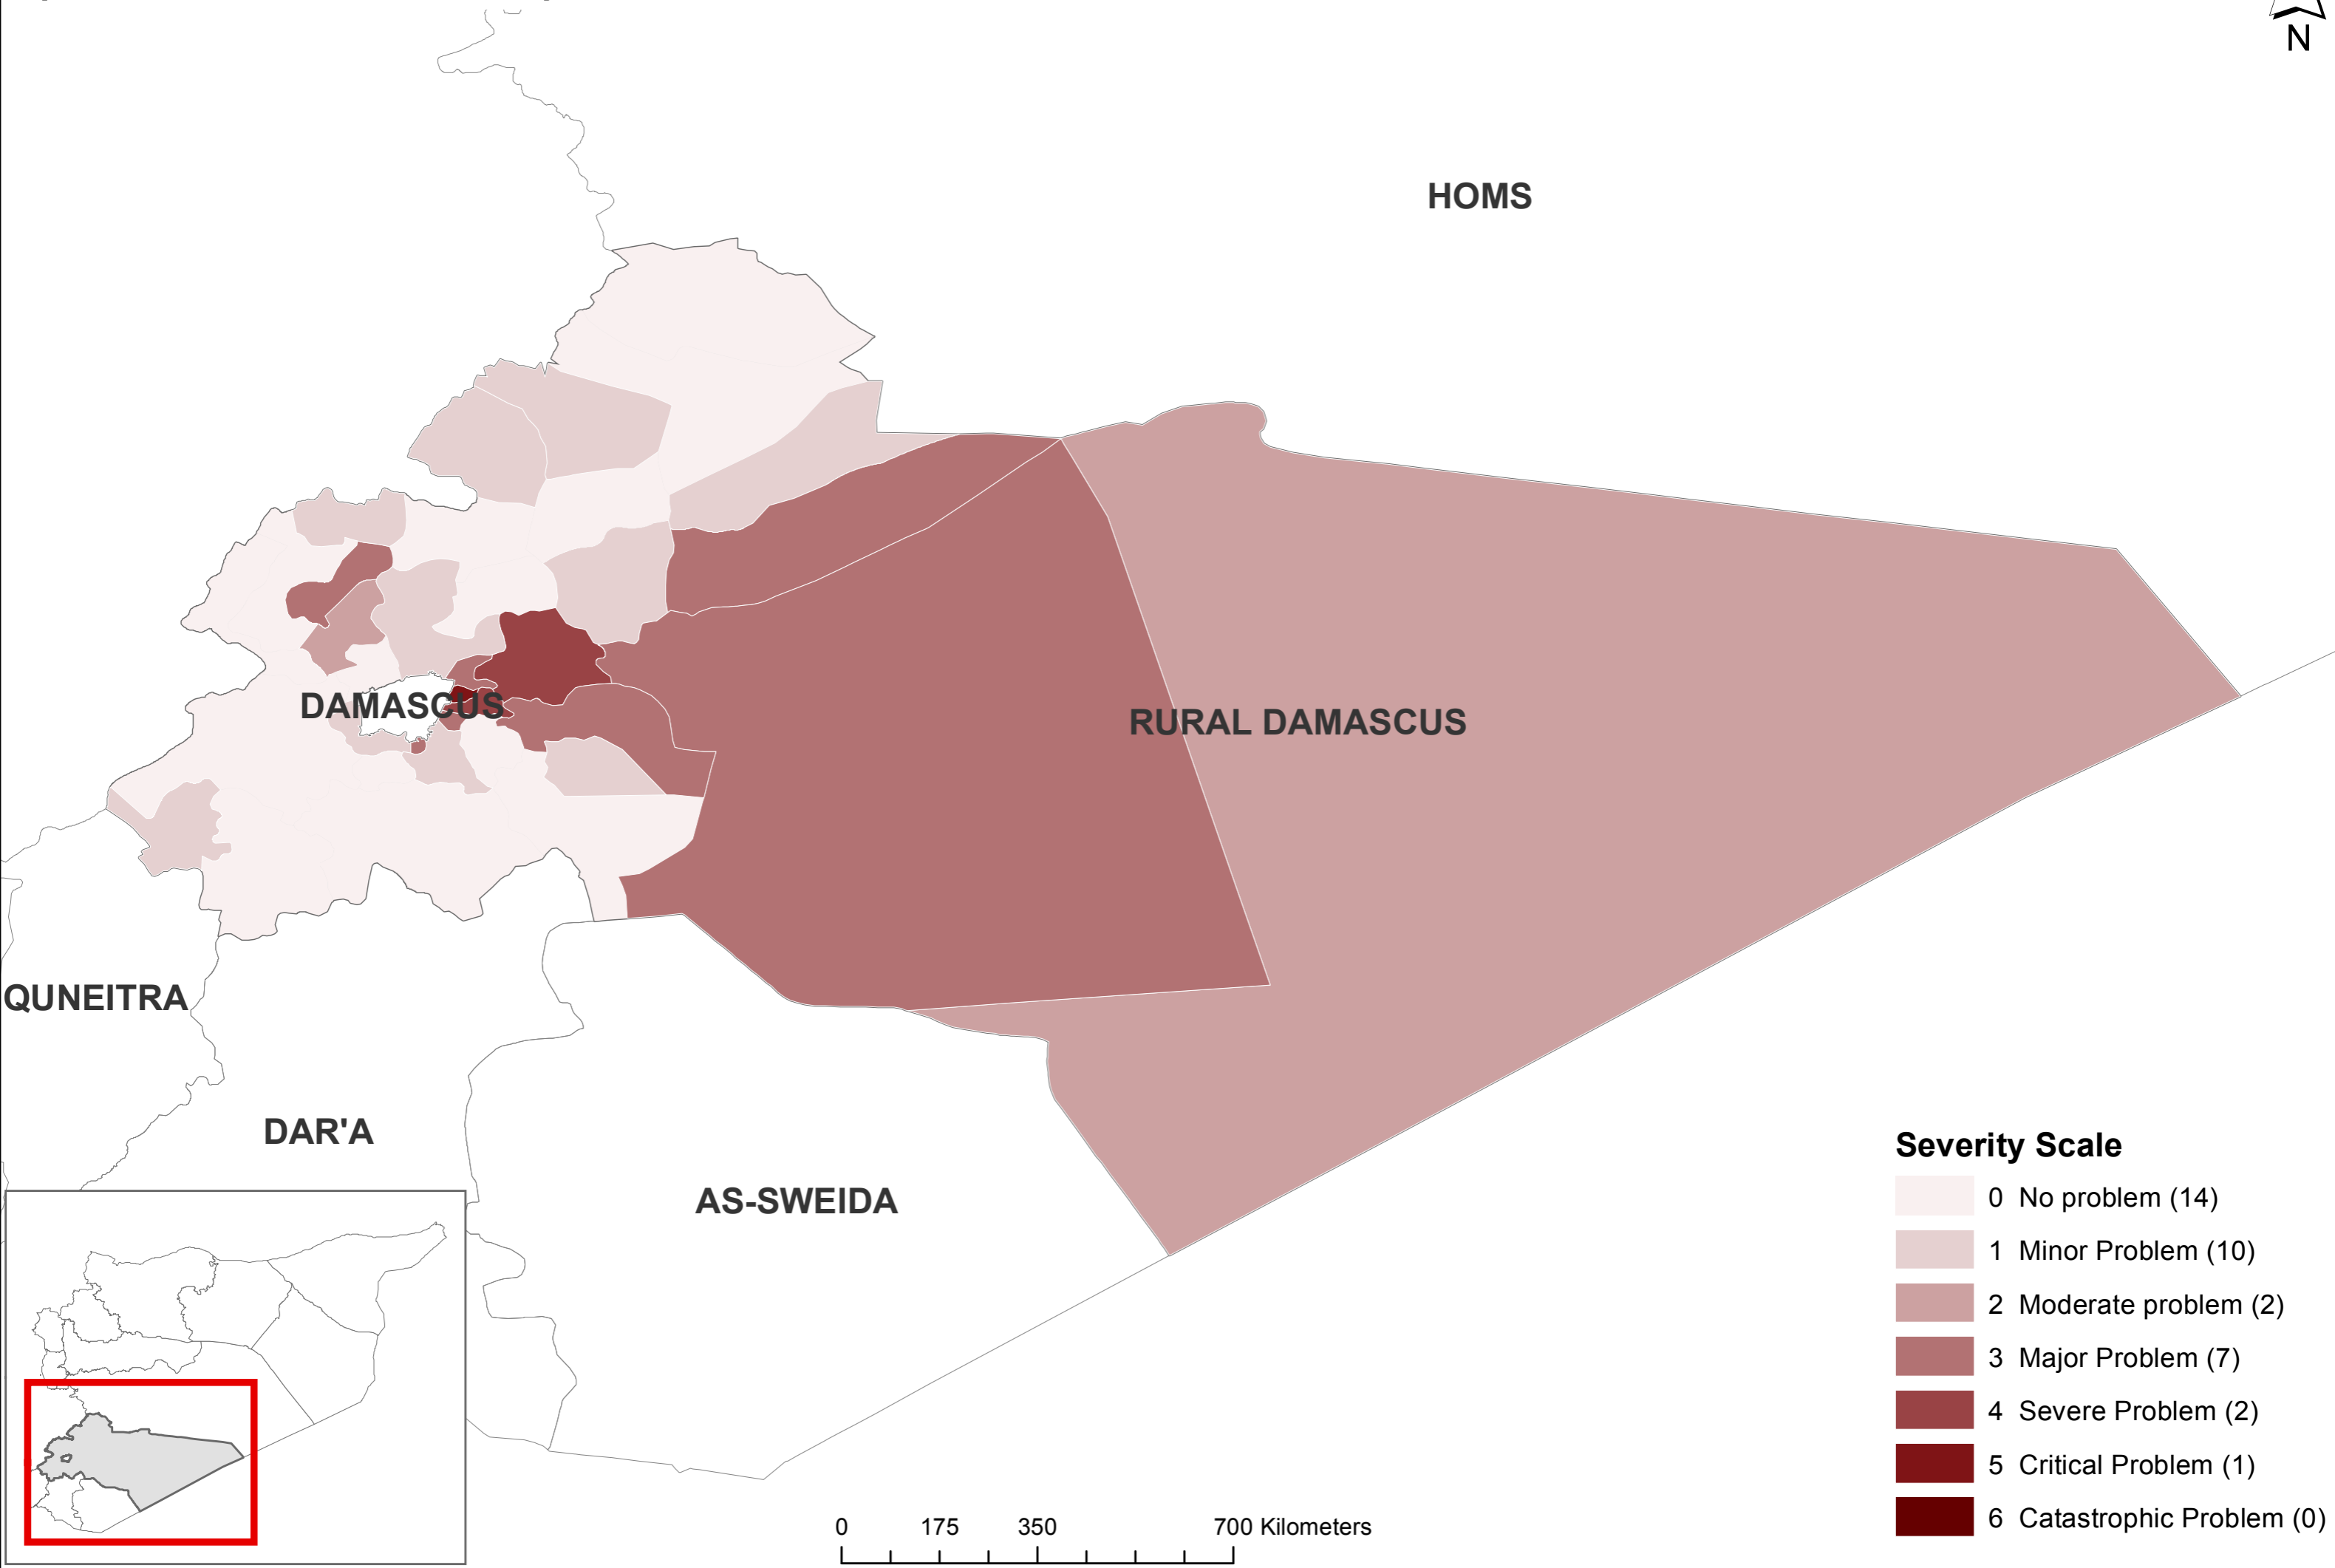 N
HOMS
DAMASCUS
RURAL DAMASCUS
QUNEITRA
DAR'A
AS-SWEIDA
Severity Scale
0 No problem (14)
1 Minor Problem (10)
2 Moderate problem (2)
3 Major Problem (7)
4 Severe Problem (2)
5 Critical Problem (1)
6 Catastrophic Problem (0)
0 175 350 700 Kilometers